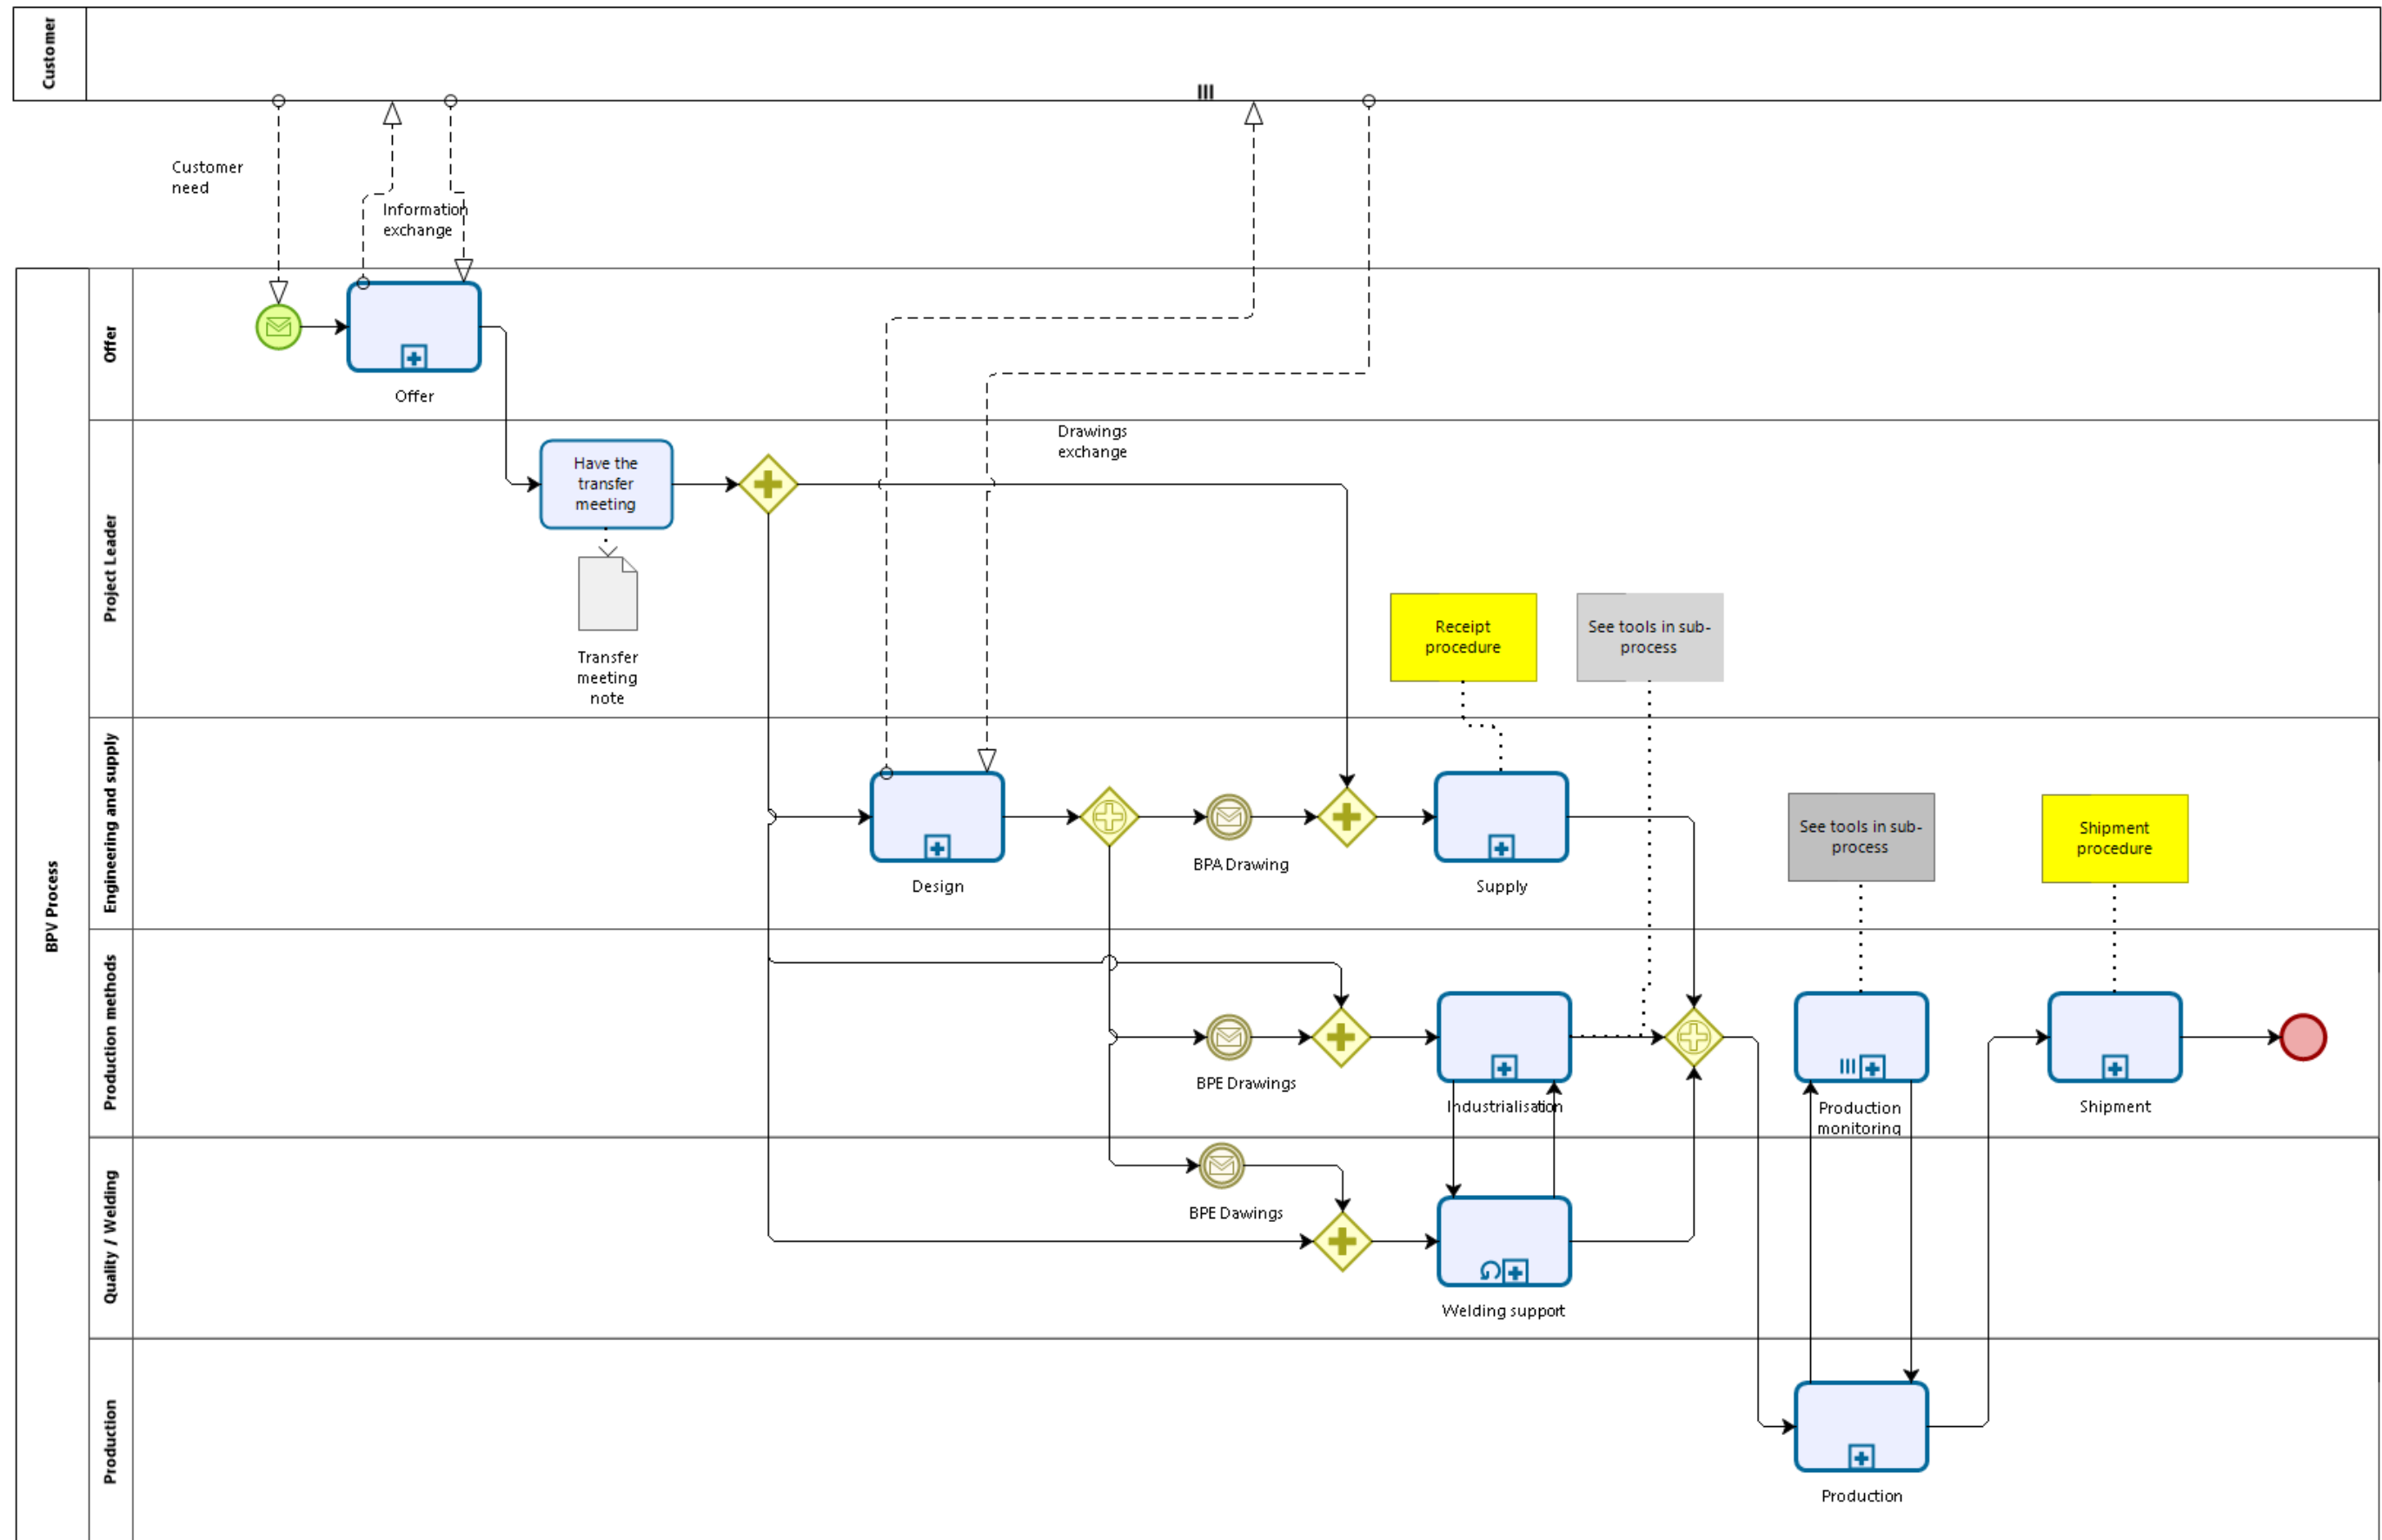 Customer
Customer
need
Information
exchange
BPV Process
Offer
Offer
Project Leader
Have the
transfer
meeting
Transfer
meeting
note
Drawings
exchange
Receipt
procedure
See tools in sub-
process
Engineering and supply
Design
BPA Drawing
Supply
See tools in sub-
process
Shipment
procedure
Production methods
BPE Drawings
Industrialisation
Production
monitoring
Shipment
Quality / Welding
BPE Dawings
Welding support
Production
Production